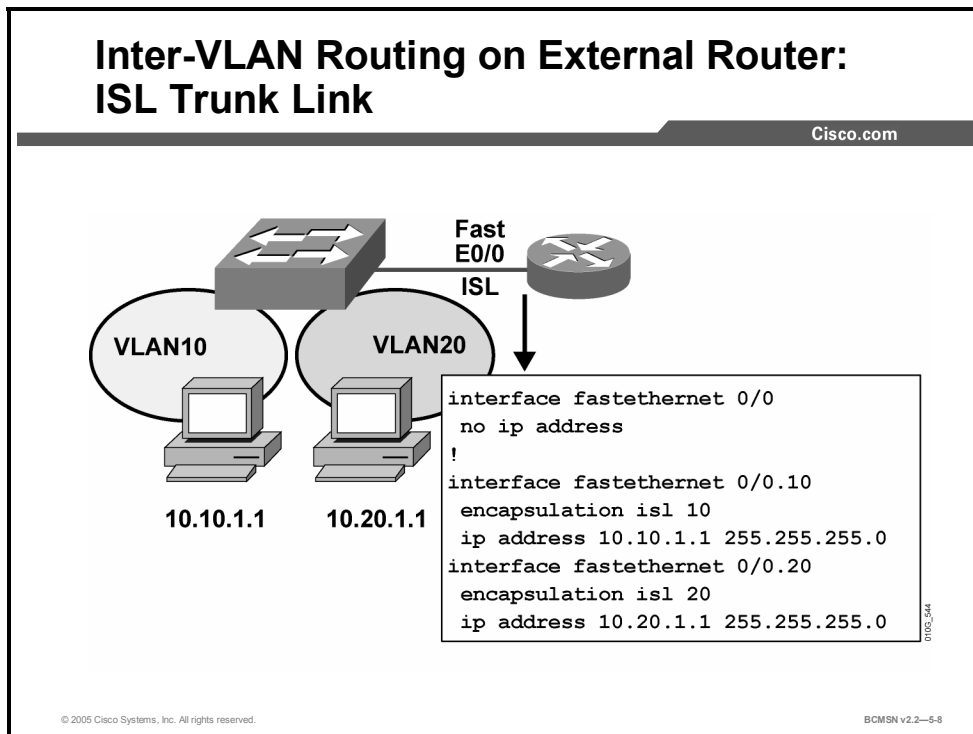 Inter-VLAN Routing on External Router:
ISL Trunk Link
Cisco.com
Fast
E0/0
ISL
VLAN10
VLAN20
10.10.1.1
10.20.1.1
interface fastethernet 0/0
no ip address
!
interface fastethernet 0/0.10
encapsulation isl 10
ip address 10.10.1.1 255.255.255.0
interface fastethernet 0/0.20
encapsulation isl 20
ip address 10.20.1.1 255.255.255.0
010G_544
© 2005 Cisco Systems, Inc. All rights reserved.
BCMSN v2.2—5-8